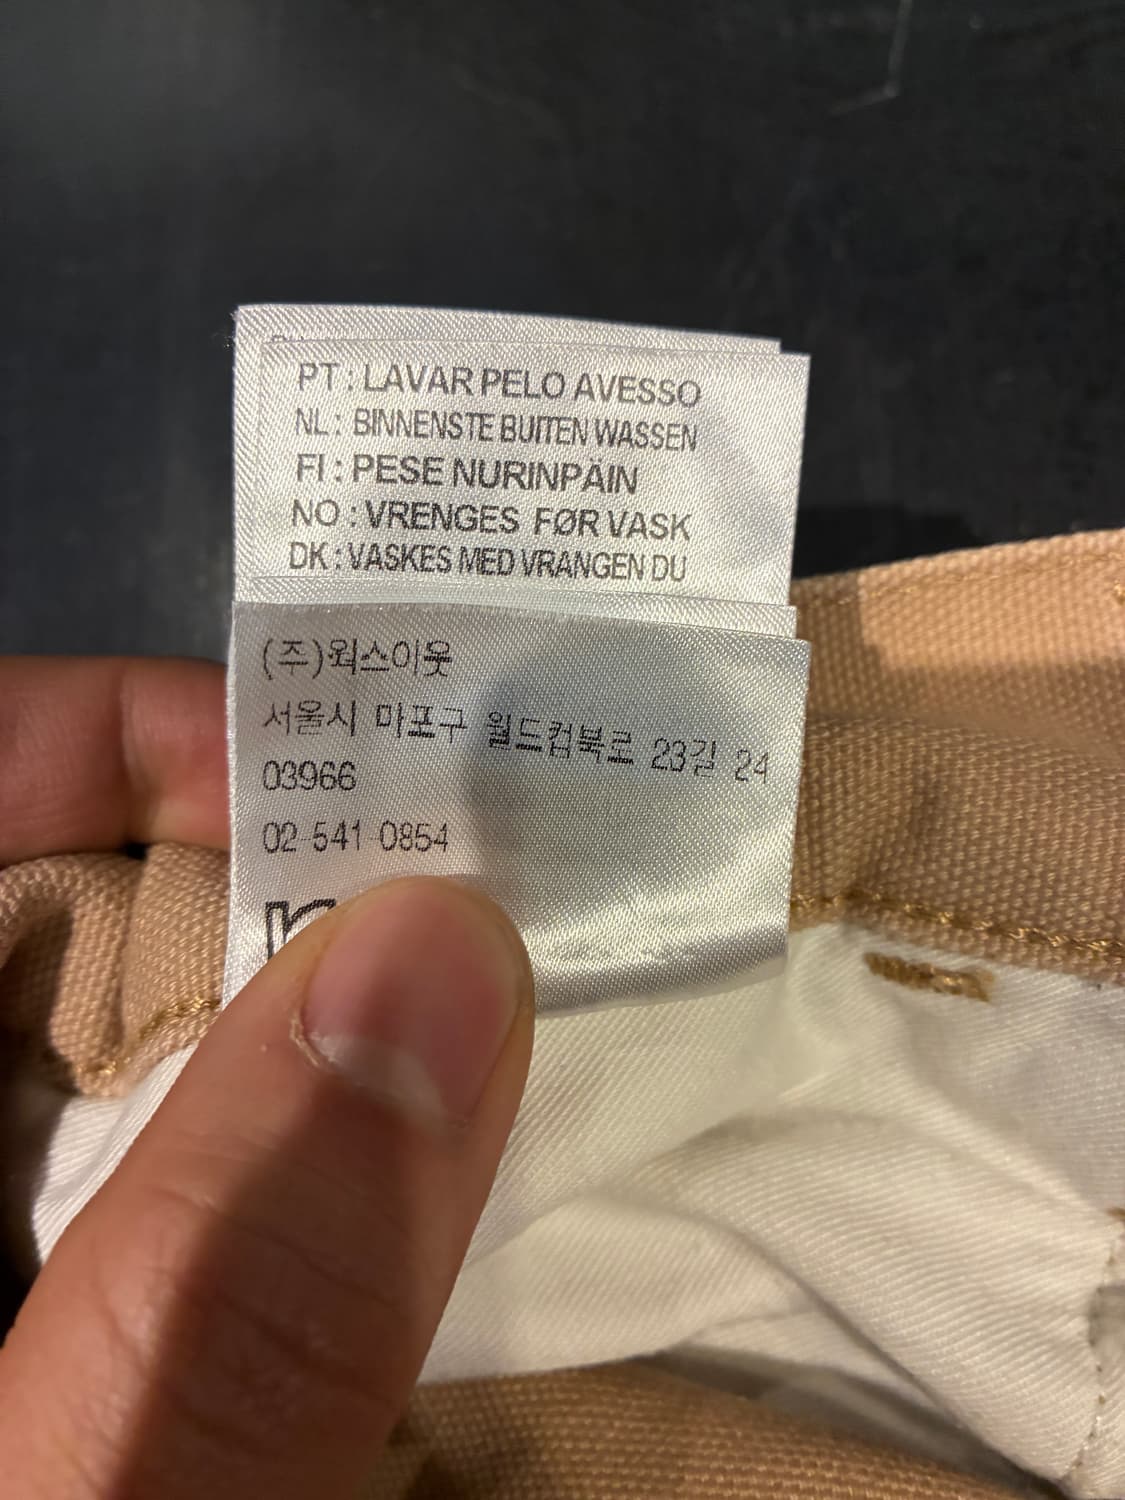 PT : LAVAR PELO AVESSO
NL : BINNENSTE BUITEN WASSEN
FI : PESE NURINPÄIN
NO : VRENGES FØR VASK
DK : VASKES MED VRANGEN DU
(주)웍스이웃
서울시 마포구 월드컵북로 23길 24
03966
02-541-0854